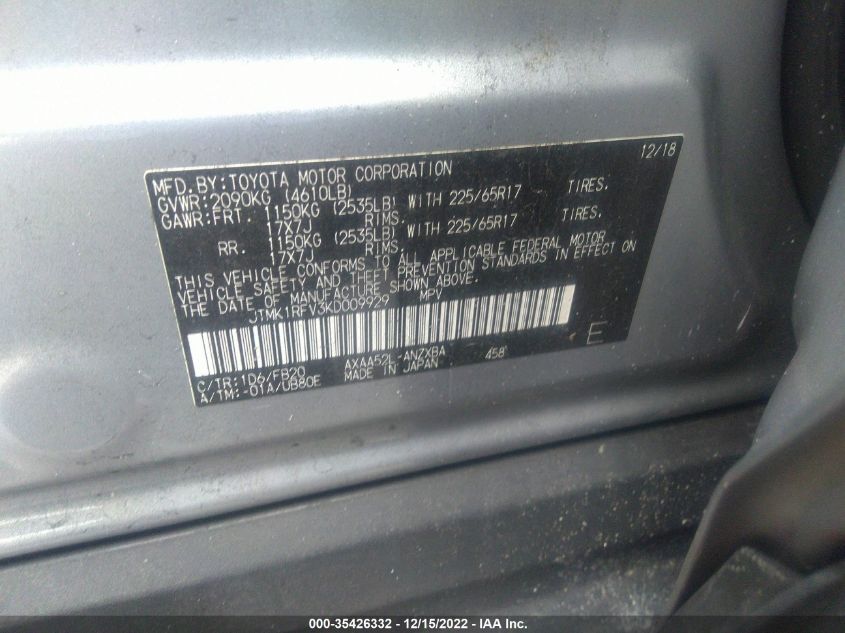 12/18
MFD. BY: TOYOTA MOTOR CORPORATION
GVWR: 2090KG (4610LB)
GAWR: FRT. 1150KG (2535LB) WITH 225/65R17 TIRES.
17X7J RIMS.
RR. 1150KG (2535LB) WITH 225/65R17 TIRES.
17X7J RIMS.
THIS VEHICLE CONFORMS TO ALL APPLICABLE FEDERAL MOTOR
VEHICLE SAFETY AND THEFT PREVENTION STANDARDS IN EFFECT ON
THE DATE OF MANUFACTURE SHOWN ABOVE.
JTMK1RFV3KD009929 MPV
C/TR: 1D6/FB20 AXAA52L-ANZXBA 458
A/TM: -01A/UB80E MADE IN JAPAN E
000-35426332 - 12/15/2022 - IAA Inc.